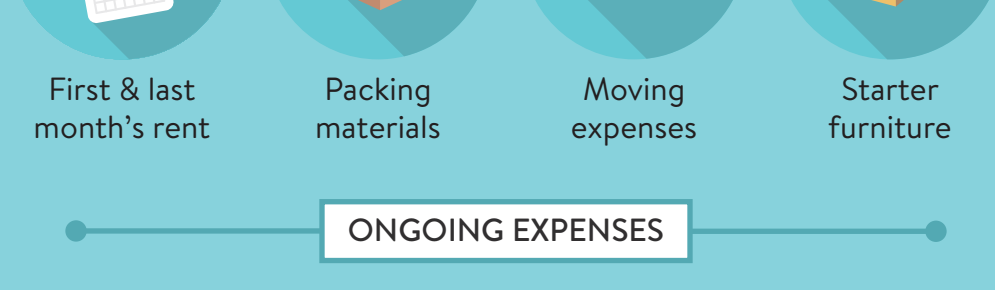 First & last
month's rent
Packing
materials
Moving
expenses
Starter
furniture
ONGOING EXPENSES